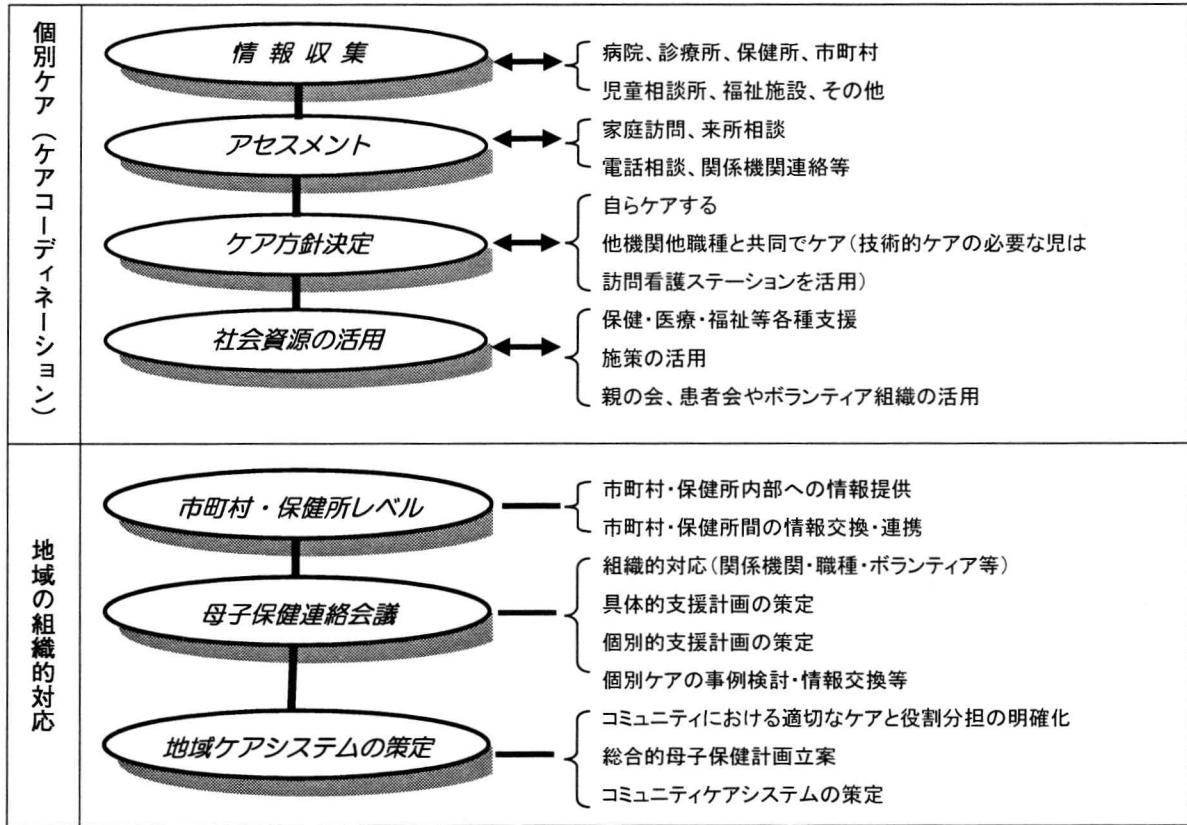 個別ケア（ケアコーディネーション）
情報収集
病院、診療所、保健所、市町村
児童相談所、福祉施設、その他
アセスメント
家庭訪問、来所相談
電話相談、関係機関連絡等
ケア方針決定
自らケアする
他機関他職種と共同でケア（技術的ケアの必要な児は
訪問看護ステーションを活用）
社会資源の活用
保健・医療・福祉等各種支援
施策の活用
親の会、患者会やボランティア組織の活用
地域の組織的対応
市町村・保健所レベル
市町村・保健所内部への情報提供
市町村・保健所間の情報交換・連携
母子保健連絡会議
組織的対応（関係機関・職種・ボランティア等）
具体的支援計画の策定
個別的支援計画の策定
個別ケアの事例検討・情報交換等
地域ケアシステムの策定
コミュニティにおける適切なケアと役割分担の明確化
総合的母子保健計画立案
コミュニティケアシステムの策定